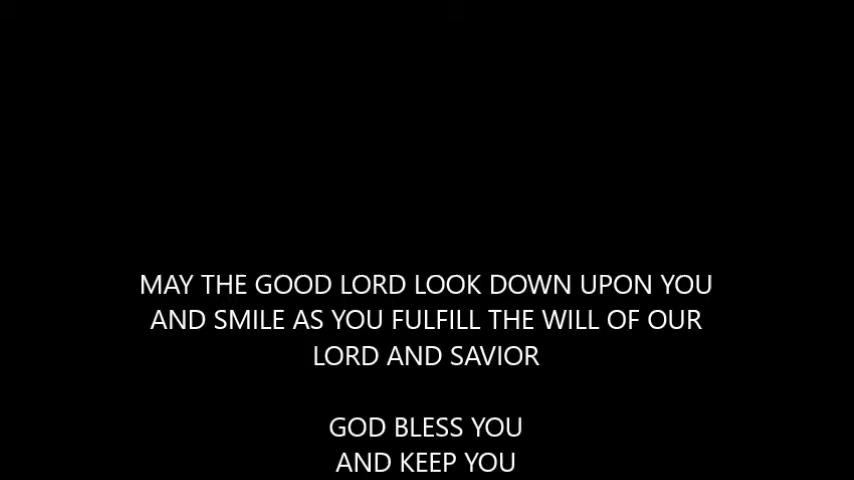 MAY THE GOOD LORD LOOK DOWN UPON YOU
AND SMILE AS YOU FULFILL THE WILL OF OUR
LORD AND SAVIOR
GOD BLESS YOU
AND KEEP YOU